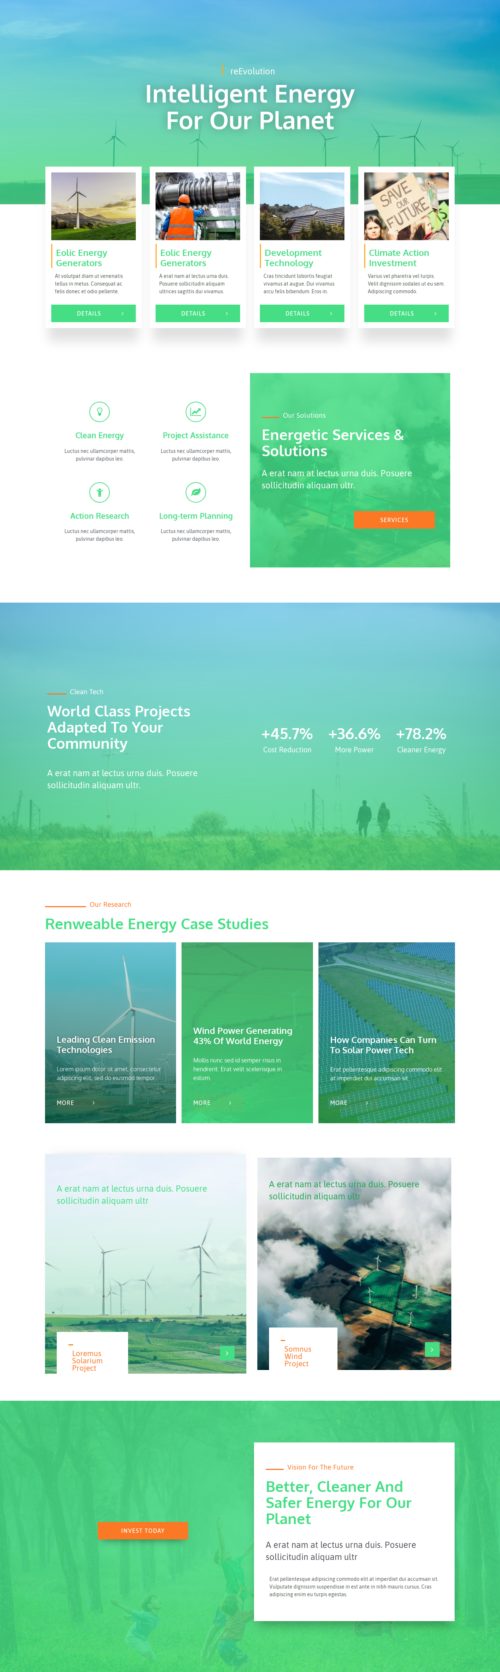 reEvolution
Intelligent Energy
For Our Planet
Eolic Energy
Generators
At volutpat diam ut venenatis
tellus in metus. Consequat ac
felis donec et odio pellente.
DETAILS
Eolic Energy
Generators
A erat nam at lectus urna duis.
Posuere sollicitudin aliquam
ultrices sagittis dui vivamus.
DETAILS
Development
Technology
Cras tincidunt lobortis feugiat
vivamus at augue. Dui vivamus
arcu felis bibendum. Eros in.
DETAILS
SAVE
OUR
FUTURE
Climate Action
Investment
Varius vel pharetra vel turpis.
Velit dignissim sodales ut eu sem.
Adipiscing commodo.
DETAILS
Clean Energy
Luctus nec ullamcorper mattis,
pulvinar dapibus leo.
Project Assistance
Luctus nec ullamcorper mattis,
pulvinar dapibus leo.
Action Research
Luctus nec ullamcorper mattis,
pulvinar dapibus leo.
Long-term Planning
Luctus nec ullamcorper mattis,
pulvinar dapibus leo.
Our Solutions
Energetic Services &
Solutions
A erat nam at lectus urna duis. Posuere
sollicitudin aliquam ultr.
SERVICES
Clean Tech
World Class Projects
Adapted To Your
Community
A erat nam at lectus urna duis. Posuere
sollicitudin aliquam ultr.
+45.7%
Cost Reduction
+36.6%
More Power
+78.2%
Cleaner Energy
Our Research
Renweable Energy Case Studies
Leading Clean Emission
Technologies
Lorem ipsum dolor sit amet, consectetur
adipiscing elit, sed do eiusmod tempor
MORE
Wind Power Generating
43% Of World Energy
Mollis nunc sed id semper risus in
hendrerit. Erat velit scelerisque in
estum
MORE
How Companies Can Turn
To Solar Power Tech
Erat pellentesque adipiscing commodo elit
at imperdiet dui accumsan sit
MORE
A erat nam at lectus urna duis. Posuere
sollicitudin aliquam ultr
Loremus
Solarium
Project
A erat nam at lectus urna duis. Posuere
sollicitudin aliquam ultr
Somnus
Wind
Project
INVEST TODAY
Vision For The Future
Better, Cleaner And
Safer Energy For Our
Planet
A erat nam at lectus urna duis. Posuere
sollicitudin aliquam ultr
Erat pellentesque adipiscing commodo elit at imperdiet dui accumsan sit.
Vulputate dignissim suspendisse in est ante in nibh mauris cursus. Cras
adipiscing enim eu turpis egestas.